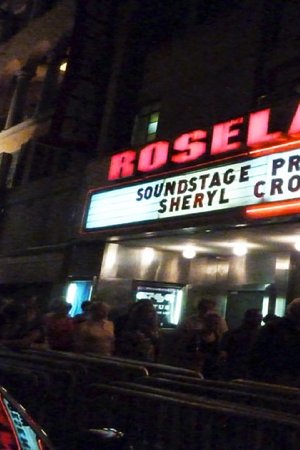 ROSELA
SOUNDSTAGE PR
SHERYL CRO